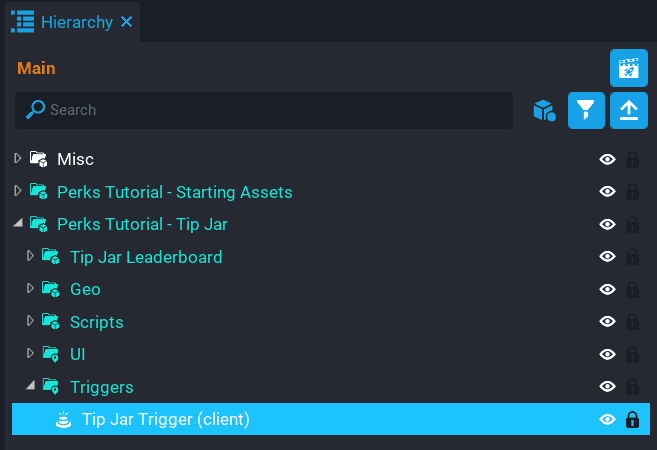 Hierarchy
Main
Search
Misc
Perks Tutorial - Starting Assets
Perks Tutorial - Tip Jar
Tip Jar Leaderboard
Geo
Scripts
UI
Triggers
Tip Jar Trigger (client)